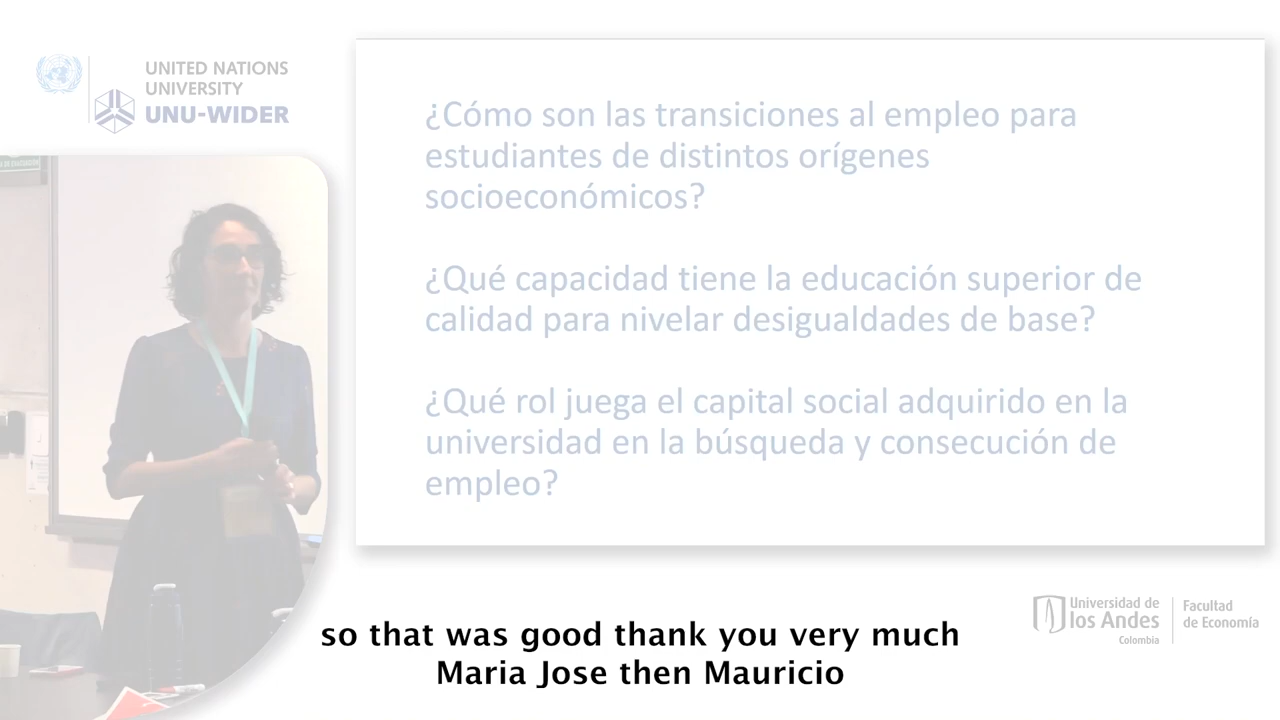 UNITED NATIONS
UNIVERSITY
UNU-WIDER
¿Cómo son las transiciones al empleo para
estudiantes de distintos orígenes
socioeconómicos?
¿Qué capacidad tiene la educación superior de
calidad para nivelar desigualdades de base?
¿Qué rol juega el capital social adquirido en la
universidad en la búsqueda y consecución de
empleo?
Universidad de
los Andes
Colombia
Facultad
de Economía
so that was good thank you very much
Maria Jose then Mauricio